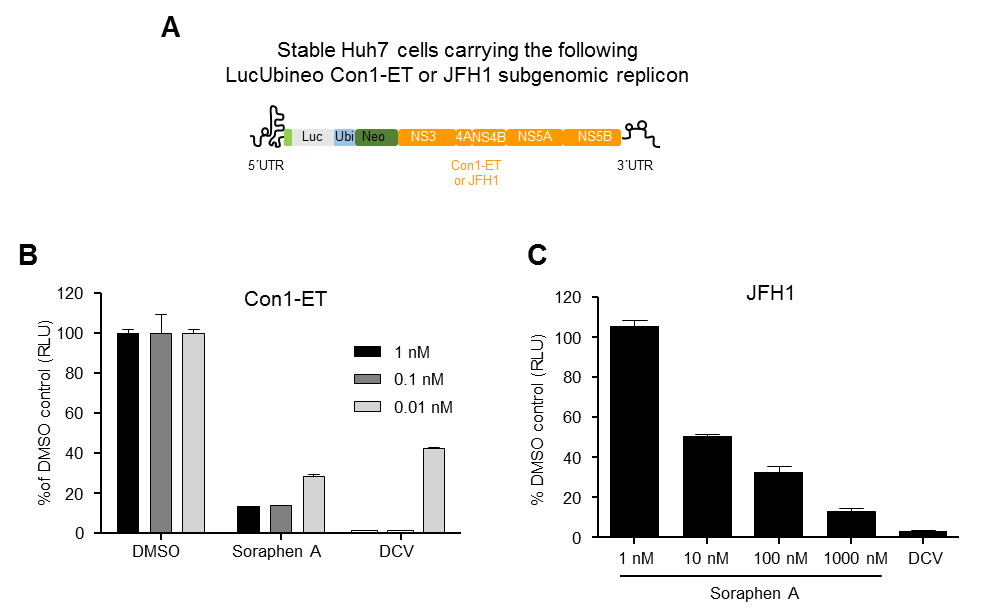 A
Stable Huh7 cells carrying the following
LucUbineo Con1-ET or JFH1 subgenomic replicon
Luc Ubi Neo NS3 4A NS4B NS5A NS5B
5´UTR
Con1-ET
or JFH1
3´UTR
B
Con1-ET
%of DMSO control (RLU)
120
100
80
60
40
20
0
1 nM
0.1 nM
0.01 nM
DMSO Soraphen A DCV
C
JFH1
% DMSO control (RLU)
120
100
80
60
40
20
0
1 nM 10 nM 100 nM 1000 nM DCV
Soraphen A